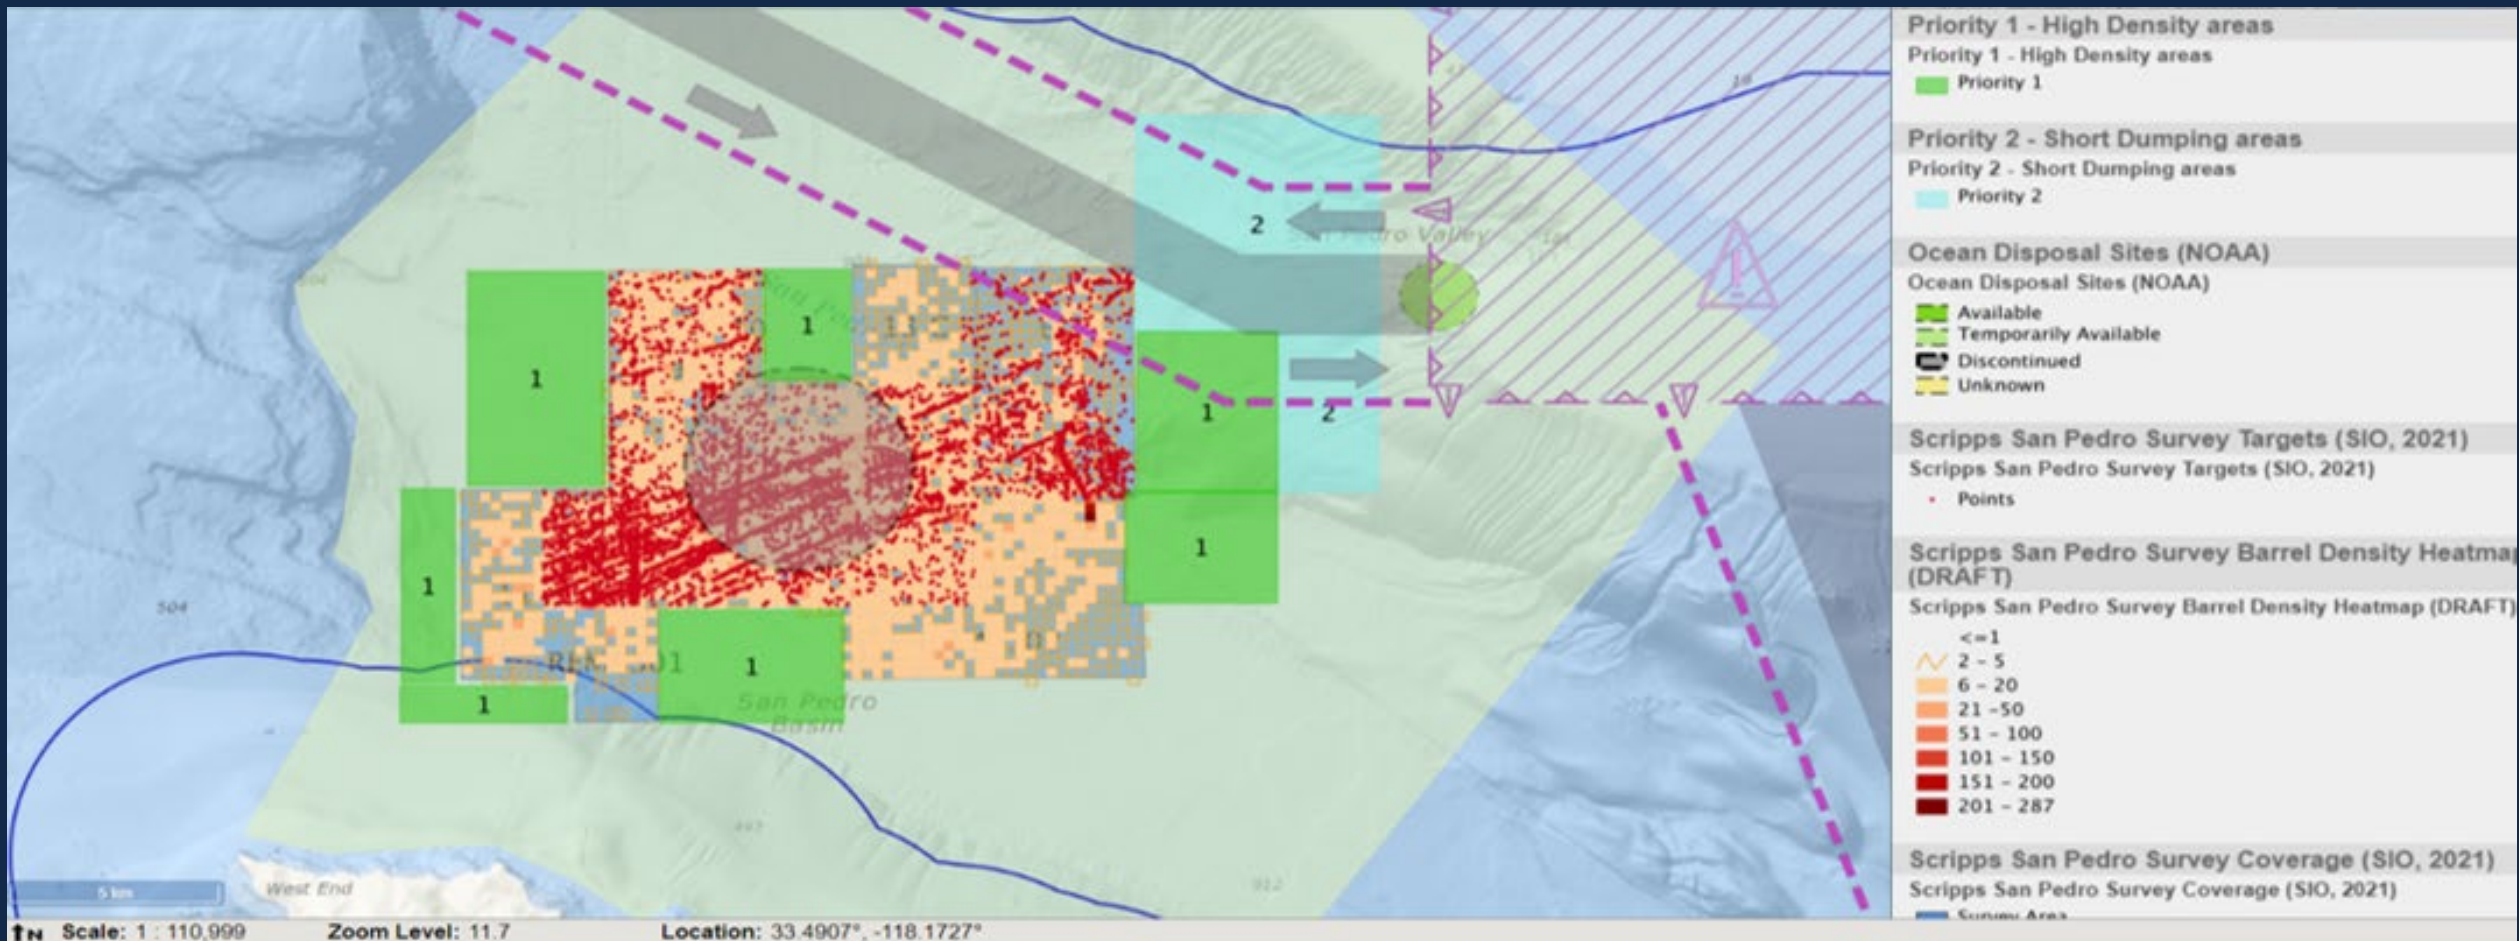 504
San Pedro Valley
2
1
1
1
2
1
1
1
1
San Pedro
Basin
504
912
West End
5 km
N Scale: 1 : 110,999 Zoom Level: 11.7 Location: 33.4907°, -118.1727°
Priority 1 - High Density areas
Priority 1 - High Density areas
Priority 1
Priority 2 - Short Dumping areas
Priority 2 - Short Dumping areas
Priority 2
Ocean Disposal Sites (NOAA)
Ocean Disposal Sites (NOAA)
Available
Temporarily Available
Discontinued
Unknown
Scripps San Pedro Survey Targets (SIO, 2021)
Scripps San Pedro Survey Targets (SIO, 2021)
Points
Scripps San Pedro Survey Barrel Density Heatmap
(DRAFT)
Scripps San Pedro Survey Barrel Density Heatmap (DRAFT)
<=1
2 - 5
6 - 20
21 -50
51 - 100
101 - 150
151 - 200
201 - 287
Scripps San Pedro Survey Coverage (SIO, 2021)
Scripps San Pedro Survey Coverage (SIO, 2021)
Survey Area